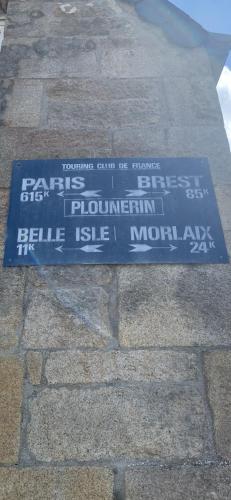 TOURING CLUB DE FRANCE
PARIS BREST
615K 85K
PLOUNERIN
BELLE ISLE MORLAIX
11K 24K